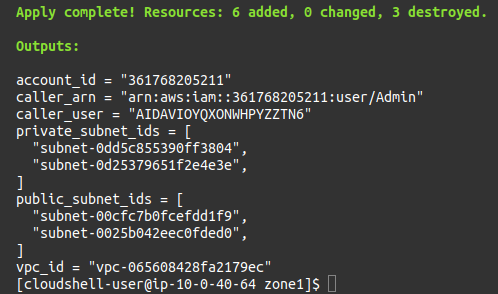 Apply complete! Resources: 6 added, 0 changed, 3 destroyed.
Outputs:
account_id = "361768205211"
caller_arn = "arn:aws:iam::361768205211:user/Admin"
caller_user = "AIDAVIOYQXONWHPYZZTN6"
private_subnet_ids = [
  "subnet-0dd5c855390ff3804",
  "subnet-0d25379651f2e4e3e",
]
public_subnet_ids = [
  "subnet-00cfc7b0fcefdd1f9",
  "subnet-0025b042eec0fded0",
]
vpc_id = "vpc-065608428fa2179ec"
[cloudshell-user@ip-10-0-40-64 zone1]$